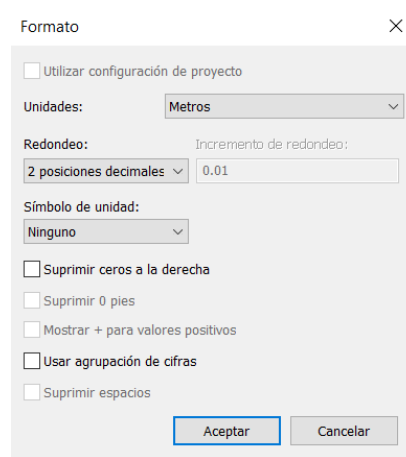 Formato
Utilizar configuración de proyecto
Unidades: Metros
Redondeo: Incremento de redondeo:
2 posiciones decimales 0.01
Símbolo de unidad:
Ninguno
Suprimir ceros a la derecha
Suprimir 0 pies
Mostrar + para valores positivos
Usar agrupación de cifras
Suprimir espacios
Aceptar Cancelar